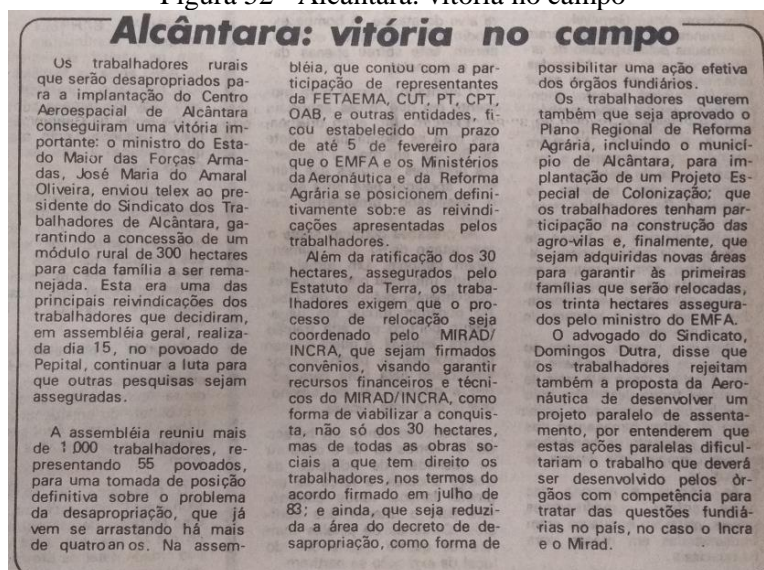 Figura 32 - Alcântara: vitória no campo
Alcântara: vitória no campo
Os trabalhadores rurais
que serão desapropriados pa-
ra a implantação do Centro
Aeroespacial de Alcântara
conseguiram uma vitória im-
portante: o ministro do Esta-
do Maior das Forças Arma-
das, José Maria do Amaral
Oliveira, enviou telex ao pre-
sidente do Sindicato dos Tra-
balhadores de Alcântara, ga-
rantindo a concessão de um
módulo rural de 300 hectares
para cada família a ser rema-
nejada. Esta era uma das
principais reivindicações dos
trabalhadores que decidiram,
em assembléia geral, realiza-
da dia 15, no povoado de
Pepital, continuar a luta para
que outras pesquisas sejam
asseguradas.
A assembléia reuniu mais
de 1.000 trabalhadores, re-
presentando 55 povoados,
para uma tomada de posição
definitiva sobre o problema
da desapropriação, que já
vem se arrastando há mais
de quatro anos. Na assem-
bléia, que contou com a par-
ticipação de representantes
da FETAEMA, CUT, PT, CPT,
OAB, e outras entidades, fi-
cou estabelecido um prazo
de até 5 de fevereiro para
que o EMFA e os Ministérios
da Aeronáutica e da Reforma
Agrária se posicionem defini-
tivamente sobre as reivindi-
cações apresentadas pelos
trabalhadores.
Além da ratificação dos 30
hectares, assegurados pelo
Estatuto da Terra, os traba-
lhadores exigem que o pro-
cesso de relocação seja
coordenado pelo MIRAD/
INCRA, que sejam firmados
convênios, visando garantir
recursos financeiros e técni-
cos do MIRAD/INCRA, como
forma de viabilizar a conquis-
ta, não só dos 30 hectares,
mas de todas as obras so-
ciais a que tem direito os
trabalhadores, nos termos do
acordo firmado em julho de
83; e ainda, que seja reduzi-
da a área do decreto de de-
sapropriação, como forma de
possibilitar uma ação efetiva
dos órgãos fundiários.
Os trabalhadores querem
também que seja aprovado o
Plano Regional de Reforma
Agrária, incluindo o municí-
pio de Alcântara, para im-
plantação de um Projeto Es-
pecial de Colonização; que
os trabalhadores tenham par-
ticipação na construção das
agro-vilas e, finalmente, que
sejam adquiridas novas áreas
para garantir às primeiras
famílias que serão relocadas,
os trinta hectares assegura-
dos pelo ministro do EMFA.
O advogado do Sindicato,
Domingos Dutra, disse que
os trabalhadores rejeitam
também a proposta da Aero-
náutica de desenvolver um
projeto paralelo de assenta-
mento, por entenderem que
estas ações paralelas dificul-
tariam o trabalho que deverá
ser desenvolvido pelos ór-
gãos com competência para
tratar das questões fundiá-
rias no país, no caso o Incra
e o Mirad.